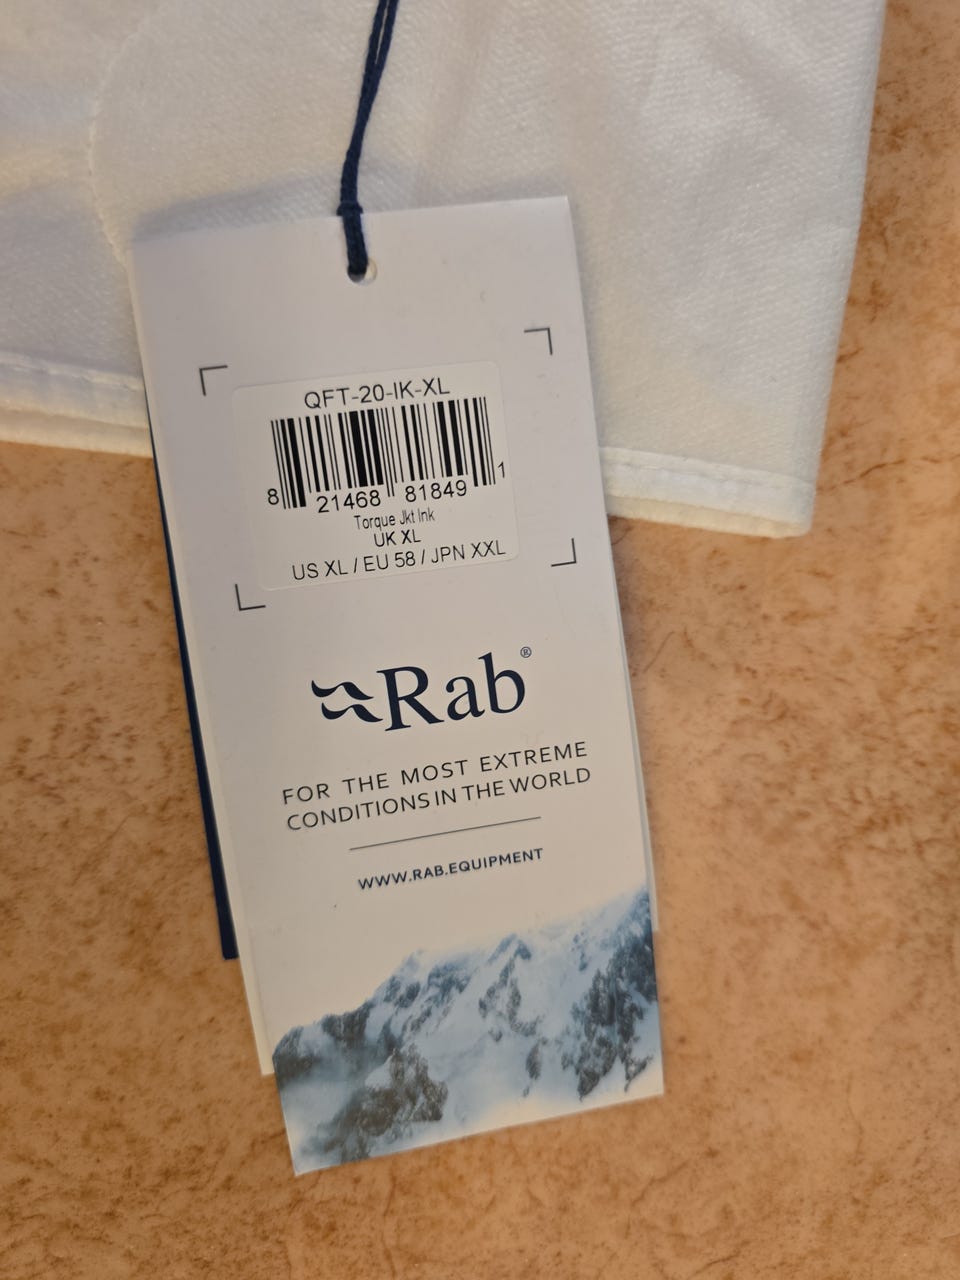 QFT-20-IK-XL
8 21468 81849 1
Torque Jkt Ink
UK XL
US XL / EU 58 / JPN XXL
Rab®
FOR THE MOST EXTREME
CONDITIONS IN THE WORLD
WWW.RAB.EQUIPMENT